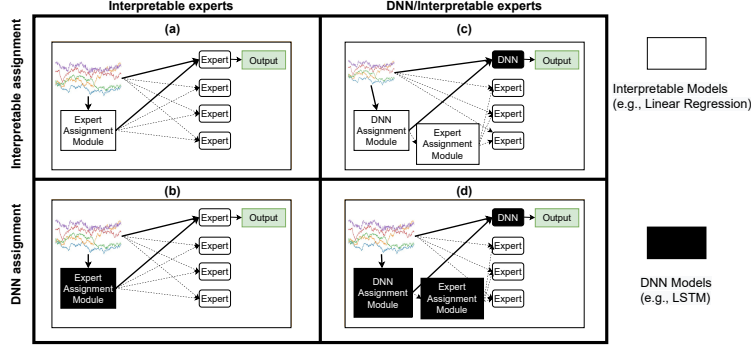 Interpretable experts
DNN/Interpretable experts
Interpretable assignment
(a)
Expert
Output
Expert
Expert
Expert
Expert
Assignment
Module
(c)
DNN
Output
Expert
Expert
Expert
DNN
Assignment
Module
Expert
Assignment
Module
Interpretable Models
(e.g., Linear Regression)
DNN assignment
(b)
Expert
Output
Expert
Expert
Expert
Expert
Assignment
Module
(d)
DNN
Output
Expert
Expert
Expert
DNN
Assignment
Module
Expert
Assignment Module
DNN Models
(e.g., LSTM)